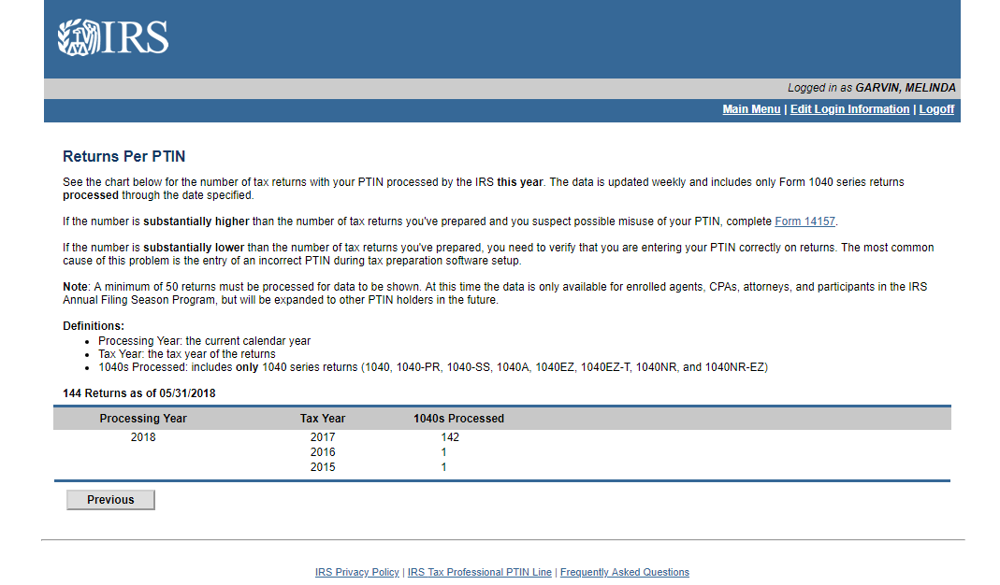 IRS
Logged in as GARVIN, MELINDA
Main Menu | Edit Login Information | Logoff
Returns Per PTIN
See the chart below for the number of tax returns with your PTIN processed by the IRS this year. The data is updated weekly and includes only Form 1040 series returns
processed through the date specified.
If the number is substantially higher than the number of tax returns you've prepared and you suspect possible misuse of your PTIN, complete Form 14157.
If the number is substantially lower than the number of tax returns you've prepared, you need to verify that you are entering your PTIN correctly on returns. The most common
cause of this problem is the entry of an incorrect PTIN during tax preparation software setup.
Note: A minimum of 50 returns must be processed for data to be shown. At this time the data is only available for enrolled agents, CPAs, attorneys, and participants in the IRS
Annual Filing Season Program, but will be expanded to other PTIN holders in the future.
Definitions:
• Processing Year: the current calendar year
• Tax Year: the tax year of the returns
• 1040s Processed: includes only 1040 series returns (1040, 1040-PR, 1040-SS, 1040A, 1040EZ, 1040EZ-T, 1040NR, and 1040NR-EZ)
144 Returns as of 05/31/2018
Processing Year Tax Year 1040s Processed
2018 2017 142
2016 1
2015 1
Previous
IRS Privacy Policy | IRS Tax Professional PTIN Line | Frequently Asked Questions